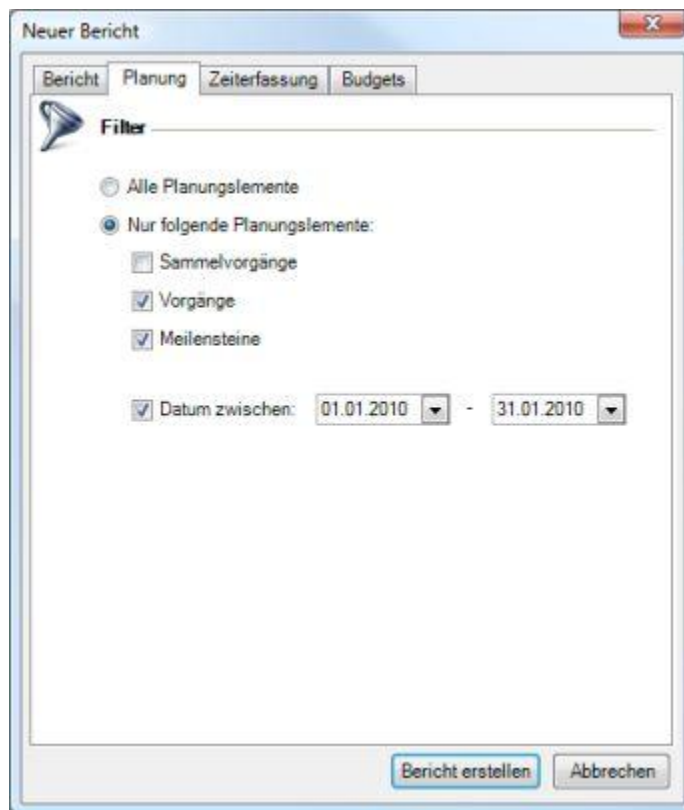 Neuer Bericht
Bericht Planung Zeiterfassung Budgets
Filter
Alle Planungslemente
Nur folgende Planungslemente:
Sammelvorgänge
Vorgänge
Meilensteine
Datum zwischen: 01.01.2010 - 31.01.2010
Bericht erstellen Abbrechen